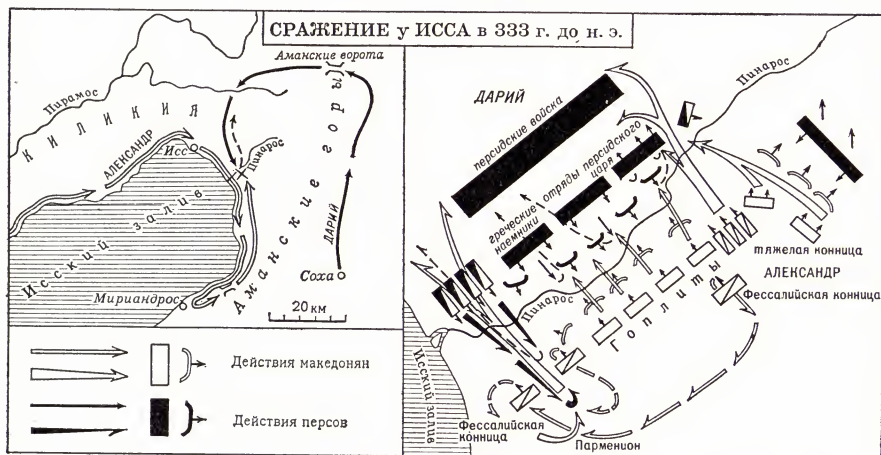 СРАЖЕНИЕ у ИССА в 333 г. до н. э.
Аманские ворота
Пирамос
КИЛИКИЯ
АЛЕКСАНДР
Исс
Пинарос
Исский залив
Аманские горы
ДАРИЙ
Соха
Мириандрос
20 км
Действия македонян
Действия персов
ДАРИЙ
Пинарос
персидские войска
греческие наемники
отряды персидского царя
тяжелая конница
АЛЕКСАНДР
Фессалийская конница
Гоплиты
Пинарос
Исский залив
Фессалийская
конница
Парменион